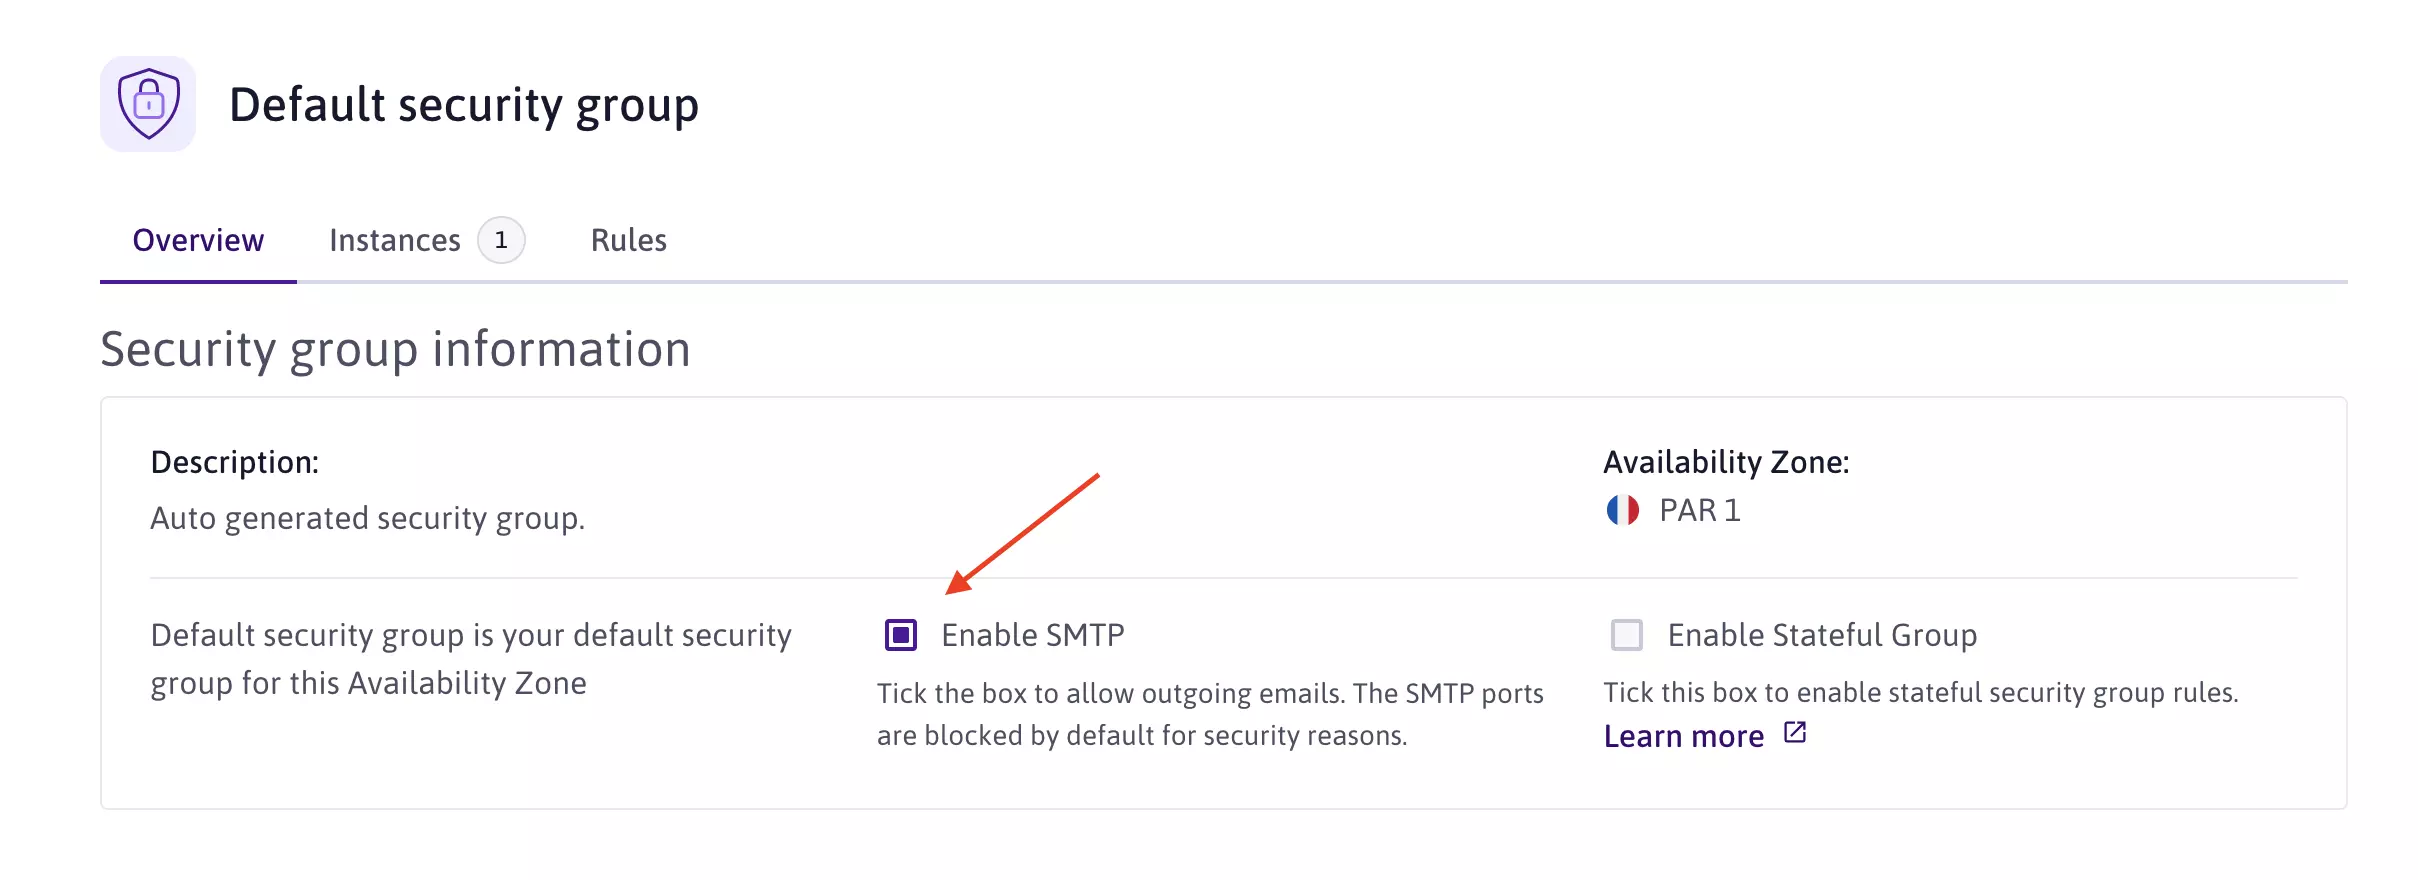 Default security group
Overview Instances 1 Rules
Security group information
Description:
Auto generated security group.
Availability Zone:
PAR 1
Default security group is your default security
group for this Availability Zone
Enable SMTP
Tick the box to allow outgoing emails. The SMTP ports
are blocked by default for security reasons.
Enable Stateful Group
Tick this box to enable stateful security group rules.
Learn more